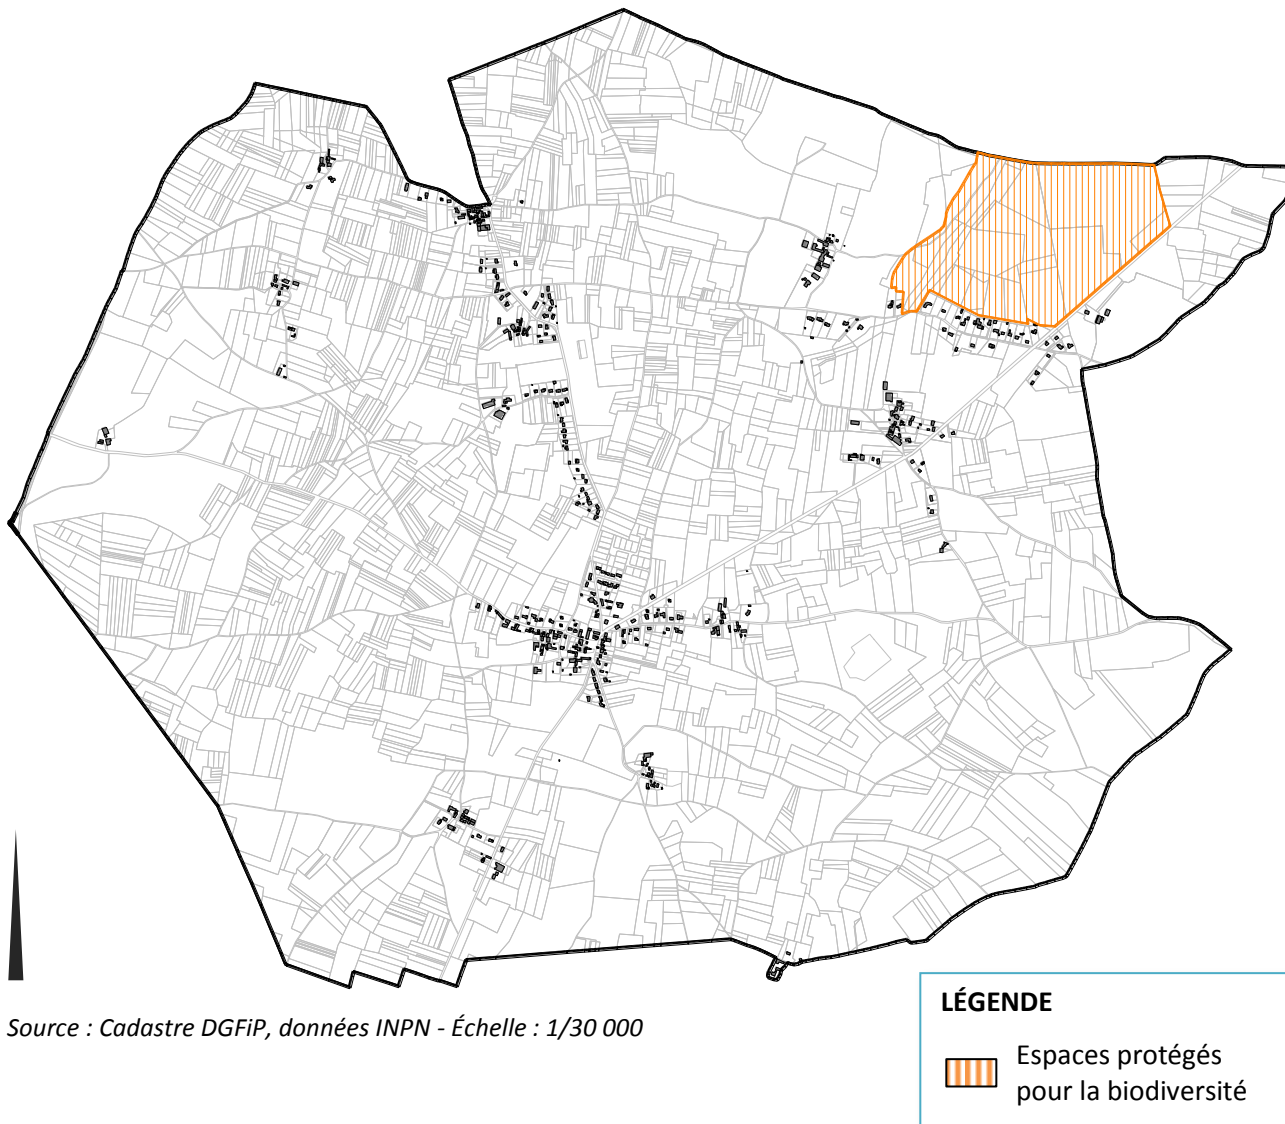 Source : Cadastre DGFiP, données INPN - Échelle : 1/30 000
LÉGENDE
Espaces protégés
pour la biodiversité